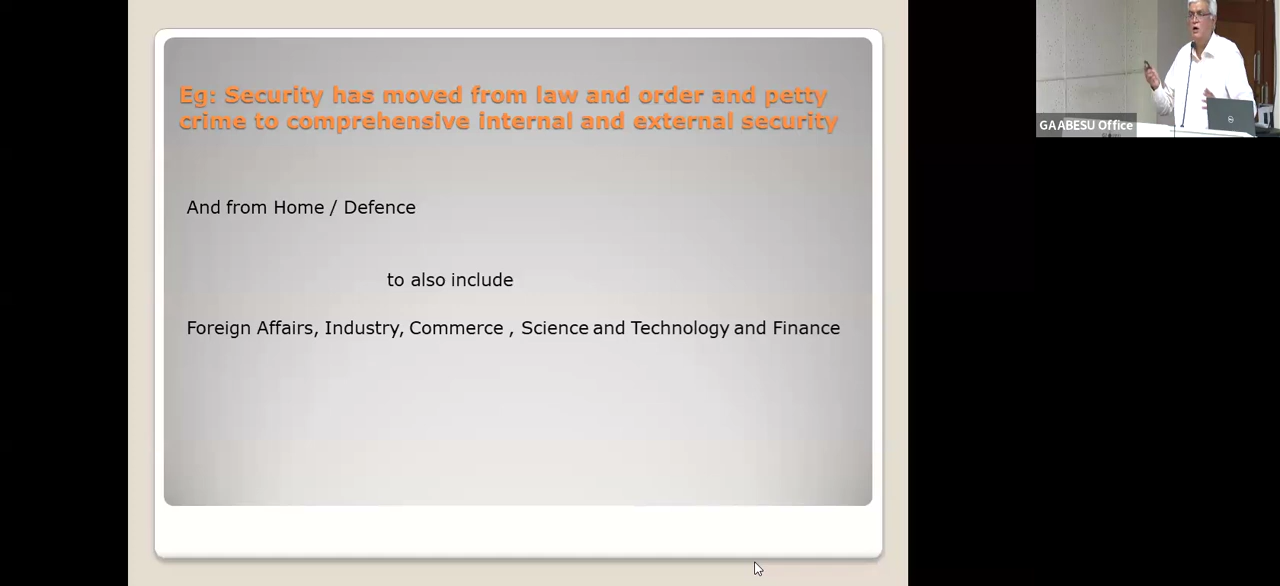 Eg: Security has moved from law and order and petty
crime to comprehensive internal and external security
And from Home / Defence
to also include
Foreign Affairs, Industry, Commerce , Science and Technology and Finance
GAABESU Office